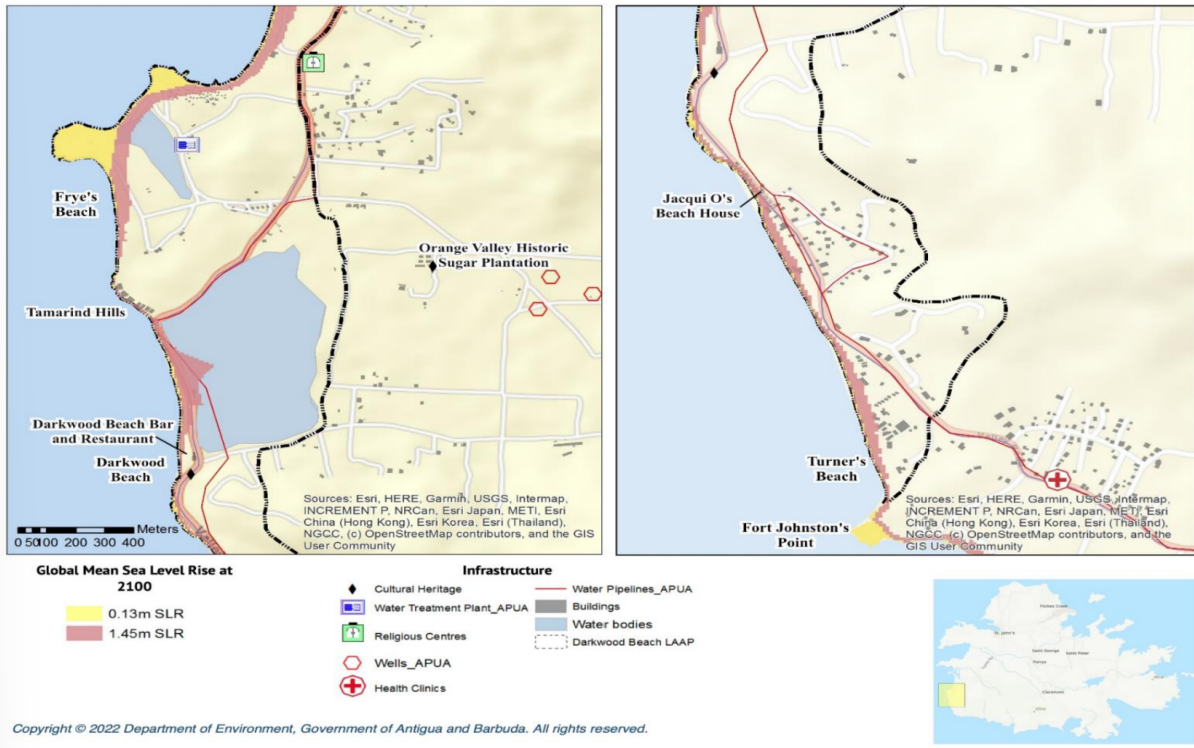 Frye's
Beach
Orange Valley Historic
Sugar Plantation
Tamarind Hills
Darkwood Beach Bar
and Restaurant
Darkwood
Beach
Meters
0 50 100 200 300 400
Sources: Esri, HERE, Garmin, USGS, Intermap,
INCREMENT P, NRCan, Esri Japan, METI, Esri
China (Hong Kong), Esri Korea, Esri (Thailand),
NGCC, (c) OpenStreetMap contributors, and the GIS
User Community
Jacqui O's
Beach House
Turner's
Beach
Fort Johnston's
Point
Sources: Esri, HERE, Garmin, USGS, Intermap,
INCREMENT P, NRCan, Esri Japan, METI, Esri
China (Hong Kong), Esri Korea, Esri (Thailand),
NGCC, (c) OpenStreetMap contributors, and the
GIS User Community
Global Mean Sea Level Rise at
2100
0.13m SLR
1.45m SLR
Infrastructure
Cultural Heritage
Water Treatment Plant_APUA
Religious Centres
Wells_APUA
Health Clinics
Water Pipelines_APUA
Buildings
Water bodies
Darkwood Beach LAAP
St. John's
Copyright © 2022 Department of Environment, Government of Antigua and Barbuda. All rights reserved.